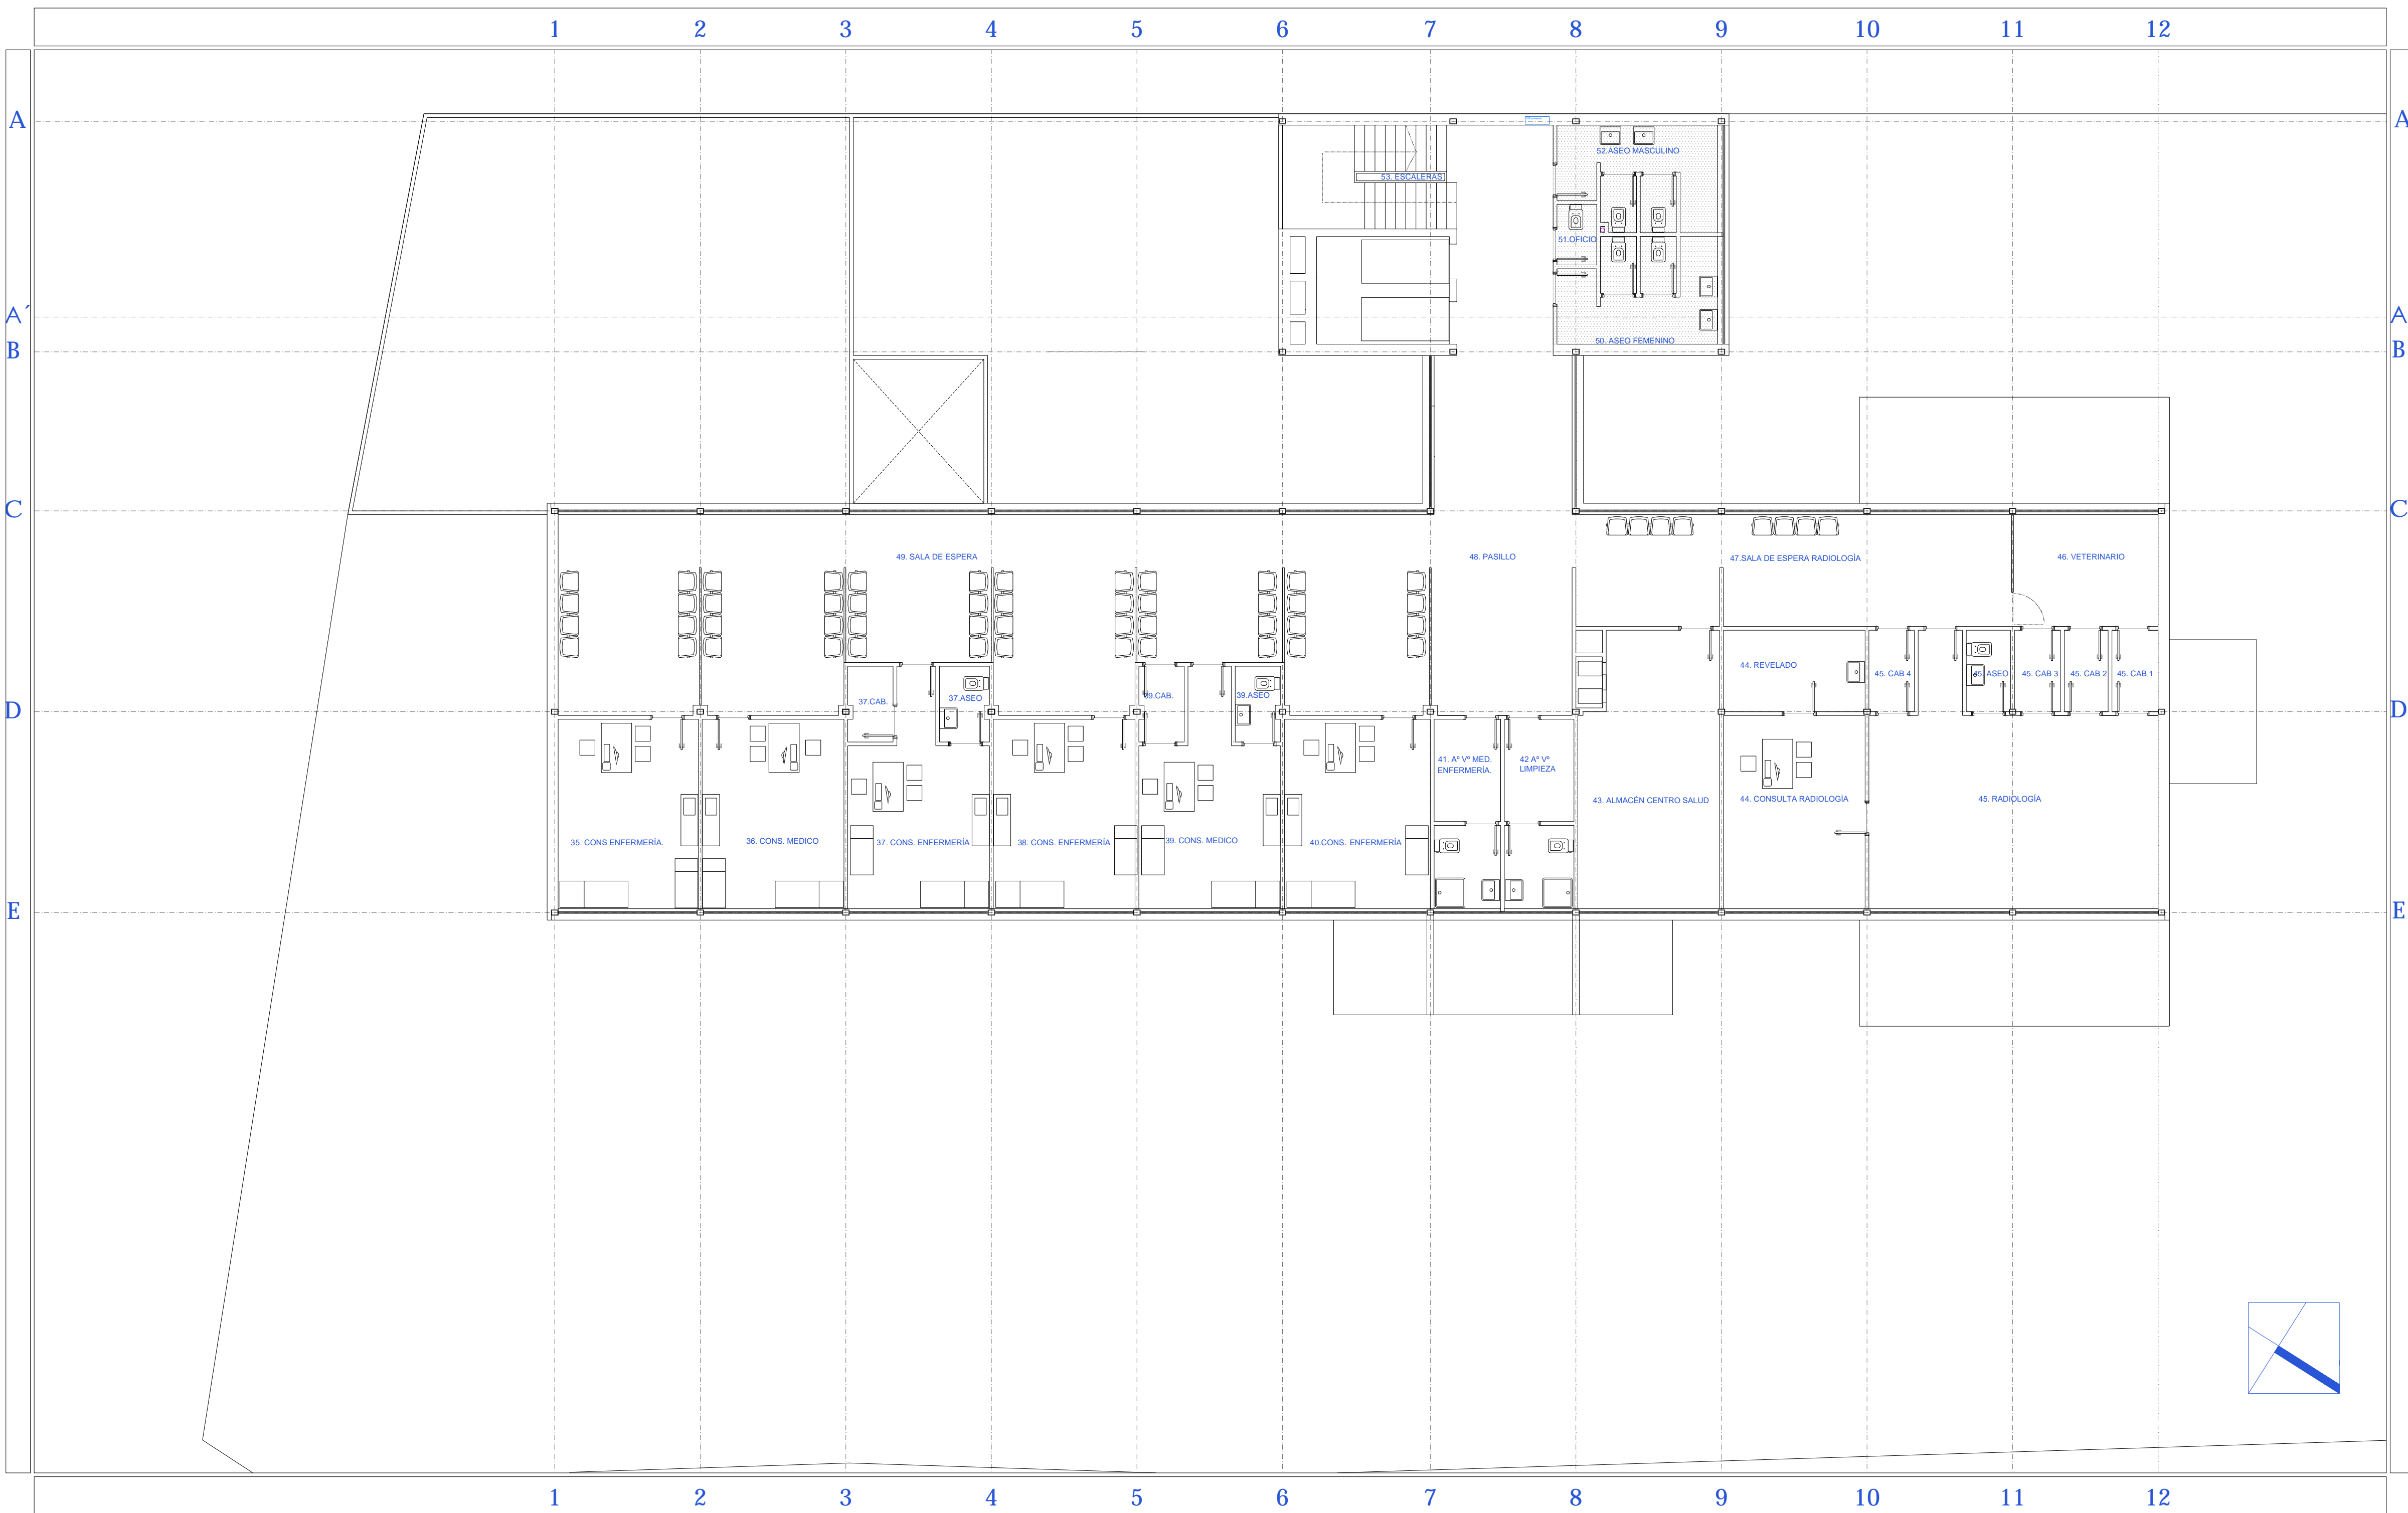 1 2 3 4 5 6 7 8 9 10 11 12
A A
52.ASEO MASCULINO
53. ESCALERAS
51.OFICIO
A´ A
50. ASEO FEMENINO
B B
C C
49. SALA DE ESPERA
48. PASILLO
47.SALA DE ESPERA RADIOLOGÍA
46. VETERINARIO
44. REVELADO
45. CAB 4
45. ASEO
45. CAB 3
45. CAB 2
45. CAB 1
37.CAB.
37.ASEO
39.CAB.
39.ASEO
D D
41. Aº Vº MED.
ENFERMERÍA.
42 Aº Vº
LIMPIEZA
43. ALMACÉN CENTRO SALUD
44. CONSULTA RADIOLOGÍA
45. RADIOLOGÍA
35. CONS ENFERMERÍA.
36. CONS. MEDICO
37. CONS. ENFERMERÍA
38. CONS. ENFERMERÍA
39. CONS. MEDICO
40.CONS. ENFERMERÍA
E E
1 2 3 4 5 6 7 8 9 10 11 12